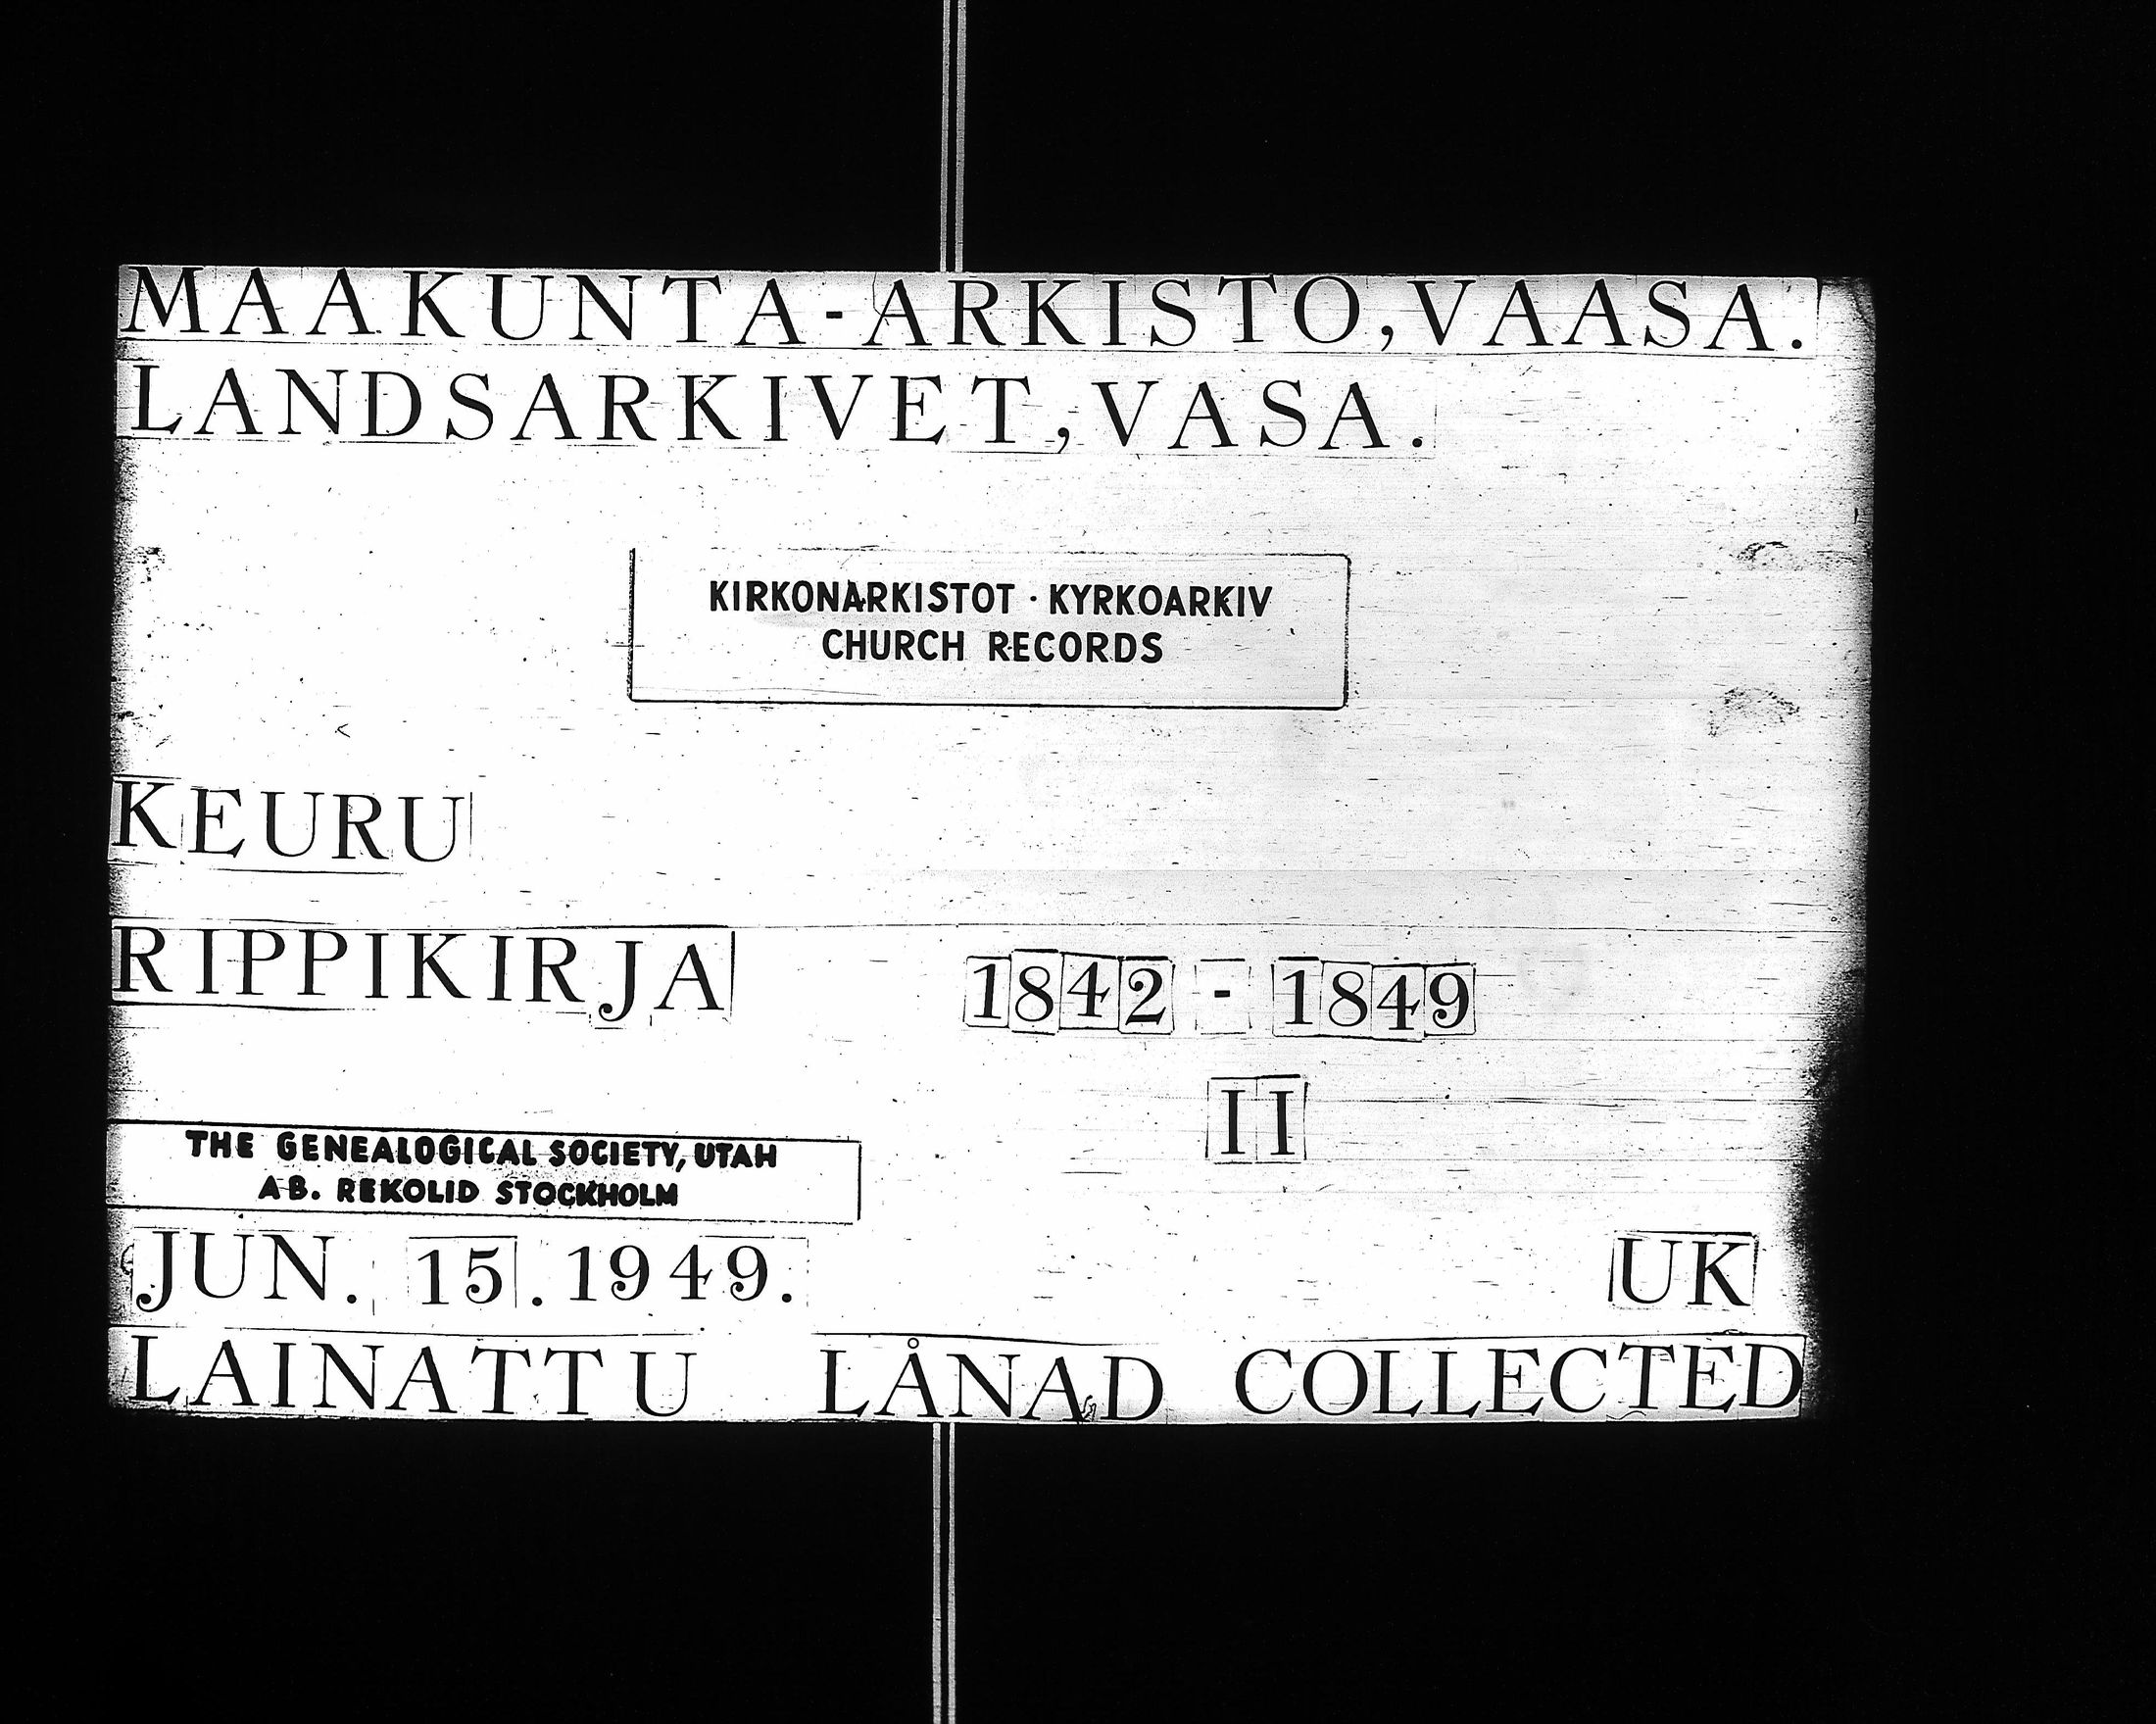 MAAKUNTA-ARKISTO, VAASA.
LANDSARKIVET, VASA.
KIRKONARKISTOT · KYRKOARKIV
CHURCH RECORDS
KEURU
RIPPIKIRJA 1842 - 1849
II
THE GENEALOGICAL SOCIETY, UTAH
AB. REKOLID STOCKHOLM
JUN. 15. 1949. UK
LAINATTU LÅNAD COLLECTED